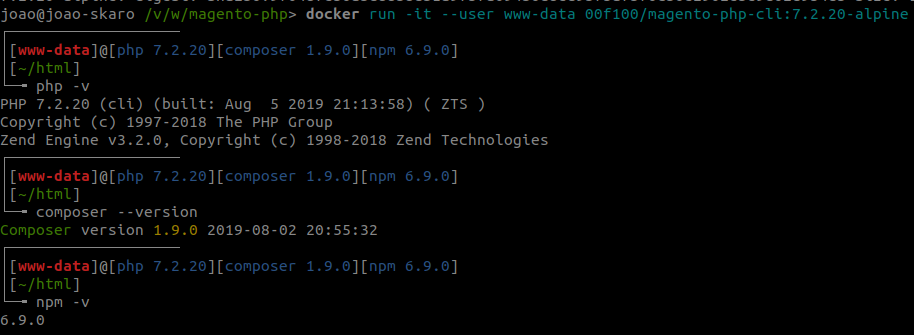 joao@joao-skaro /v/w/magento-php> docker run -it --user www-data 00f100/magento-php-cli:7.2.20-alpine
[www-data]@[php 7.2.20][composer 1.9.0][npm 6.9.0]
[~/html]
php -v
PHP 7.2.20 (cli) (built: Aug  5 2019 21:13:58) ( ZTS )
Copyright (c) 1997-2018 The PHP Group
Zend Engine v3.2.0, Copyright (c) 1998-2018 Zend Technologies
[www-data]@[php 7.2.20][composer 1.9.0][npm 6.9.0]
[~/html]
composer --version
Composer version 1.9.0 2019-08-02 20:55:32
[www-data]@[php 7.2.20][composer 1.9.0][npm 6.9.0]
[~/html]
npm -v
6.9.0